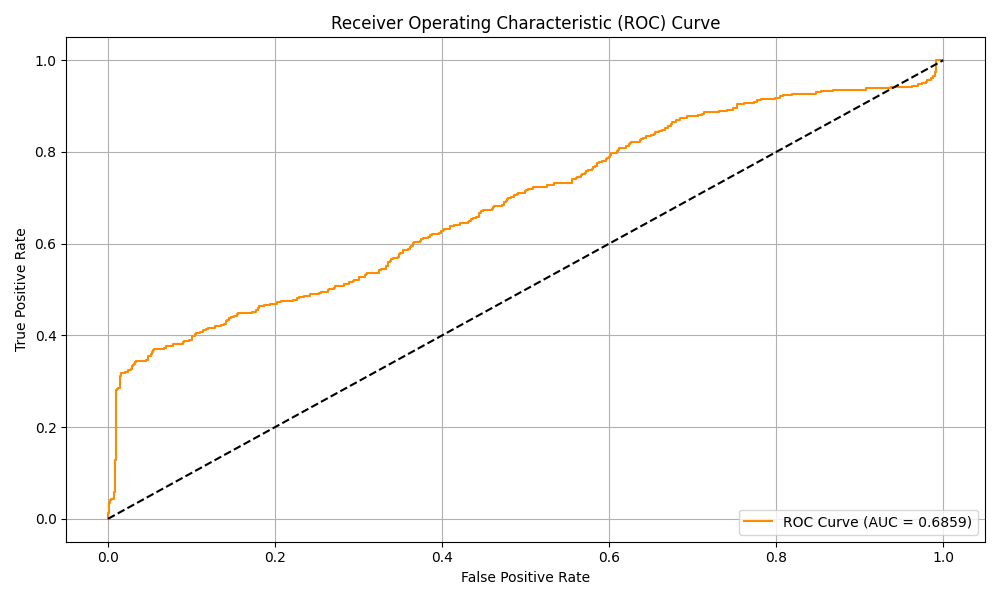 Receiver Operating Characteristic (ROC) Curve
True Positive Rate
1.0
0.8
0.6
0.4
0.2
0.0
0.0 0.2 0.4 0.6 0.8 1.0
False Positive Rate
ROC Curve (AUC = 0.6859)